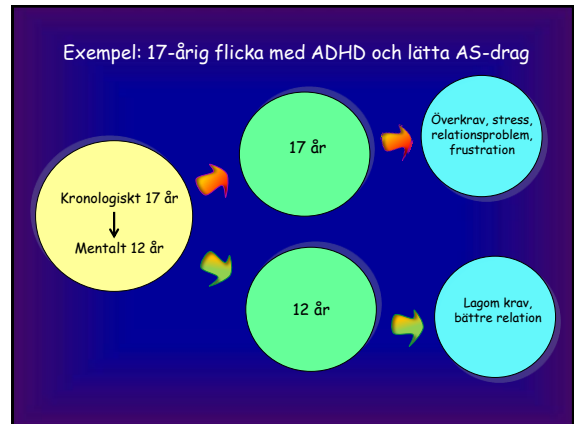 Exempel: 17-årig flicka med ADHD och lätta AS-drag
Kronologiskt 17 år
Mentalt 12 år
17 år
Överkrav, stress,
relationsproblem,
frustration
12 år
Lagom krav,
bättre relation